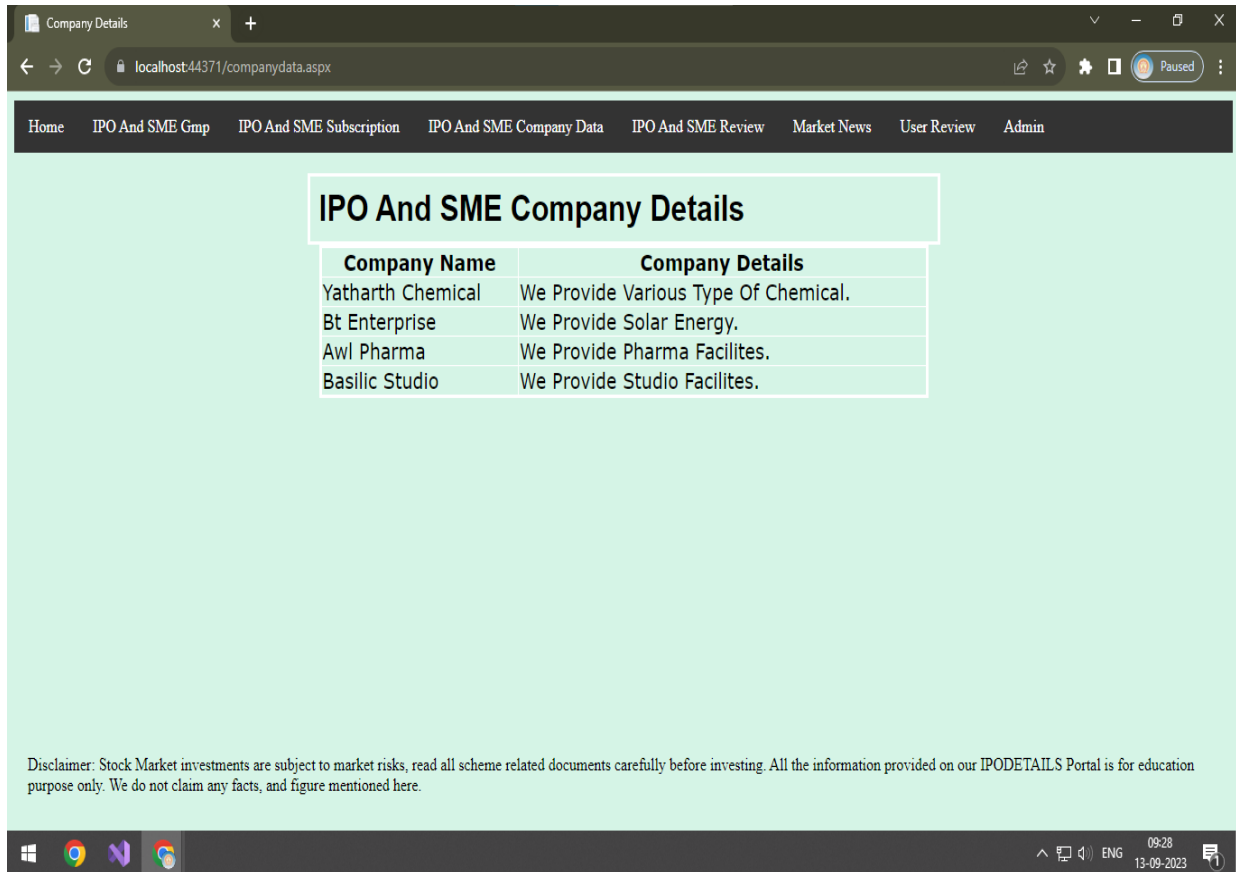 Company Details
localhost:44371/companydata.aspx
Paused
Home IPO And SME Gmp IPO And SME Subscription IPO And SME Company Data IPO And SME Review Market News User Review Admin
IPO And SME Company Details
Company Name Company Details
Yatharth Chemical We Provide Various Type Of Chemical.
Bt Enterprise We Provide Solar Energy.
Awl Pharma We Provide Pharma Facilites.
Basilic Studio We Provide Studio Facilites.
Disclaimer: Stock Market investments are subject to market risks, read all scheme related documents carefully before investing. All the information provided on our IPODETAILS Portal is for education
purpose only. We do not claim any facts, and figure mentioned here.
ENG
09:28
13-09-2023
1